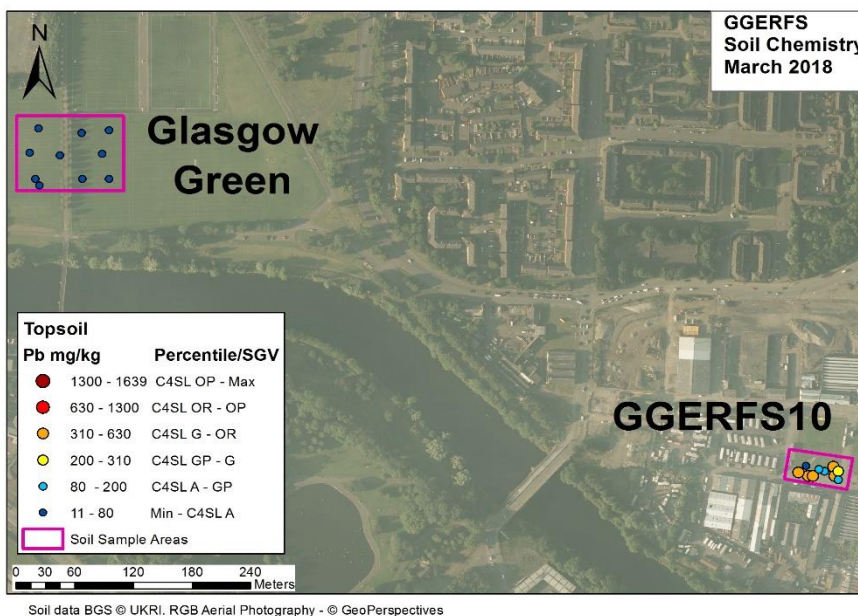 GGERFS
Soil Chemistry
March 2018
N
Glasgow
Green
Topsoil
Pb mg/kg Percentile/SGV
1300 - 1639 C4SL OP - Max
630 - 1300 C4SL OR - OP
310 - 630 C4SL G - OR
200 - 310 C4SL GP - G
80 - 200 C4SL A - GP
11 - 80 Min - C4SL A
Soil Sample Areas
GGERFS10
0 30 60 120 180 240
Meters
Soil data BGS © UKRI. RGB Aerial Photography - © GeoPerspectives